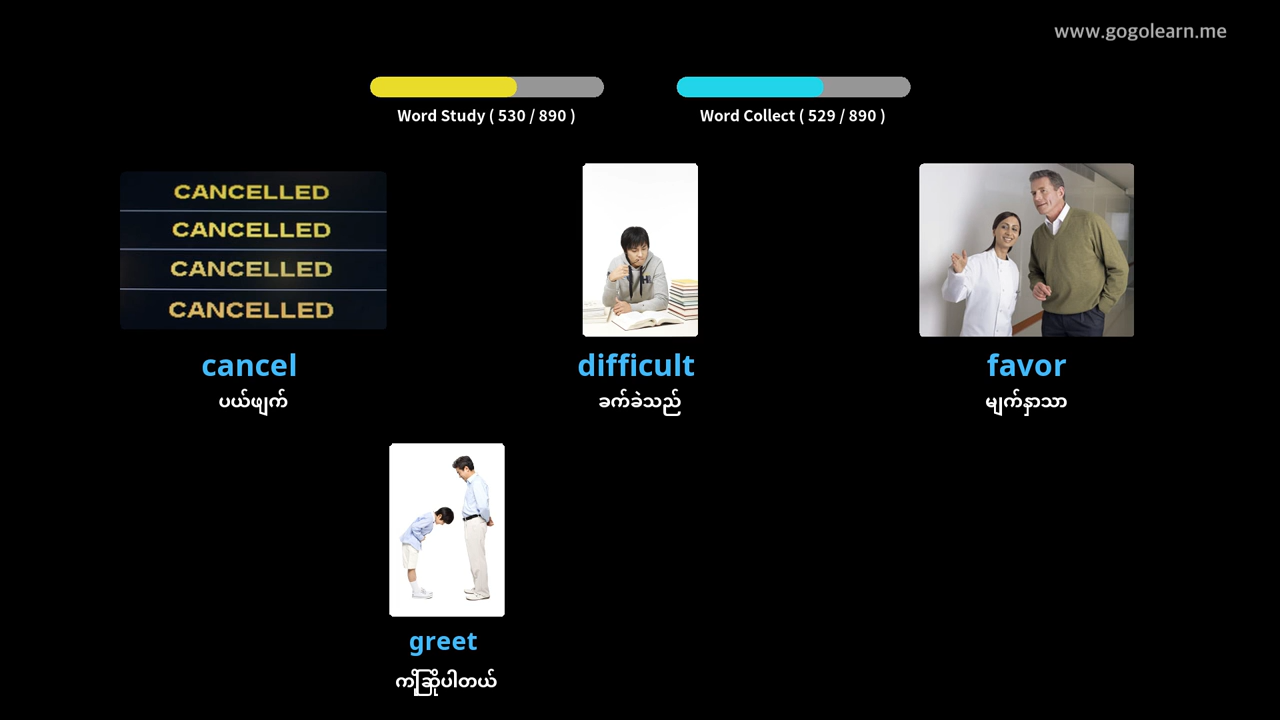 www.gogolearn.me
Word Study ( 530 / 890 )
Word Collect ( 529 / 890 )
CANCELLED
CANCELLED
CANCELLED
CANCELLED
cancel
ပယ်ဖျက်
difficult
ခက်ခဲသည်
favor
မျက်နှာသာ
greet
ကြိုဆိုပါတယ်